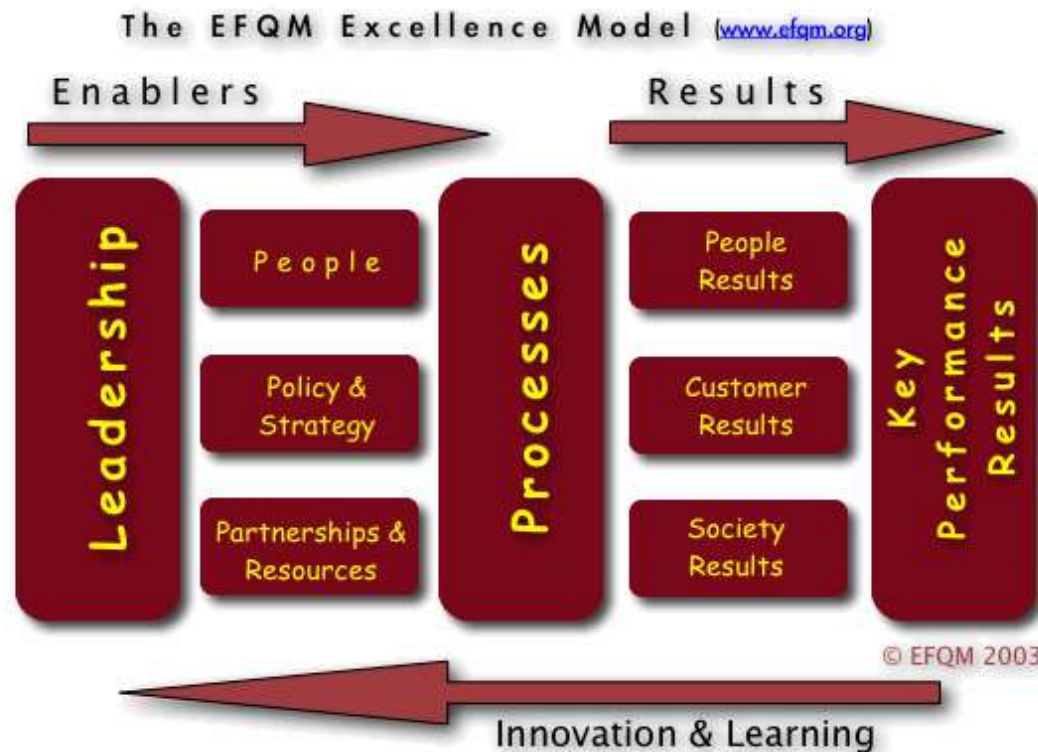 The EFQM Excellence Model (www.efqm.org)
Enablers
Results
Leadership
People
Policy &
Strategy
Partnerships &
Resources
Processes
People
Results
Customer
Results
Society
Results
Key
Performance
Results
© EFQM 2003
Innovation & Learning